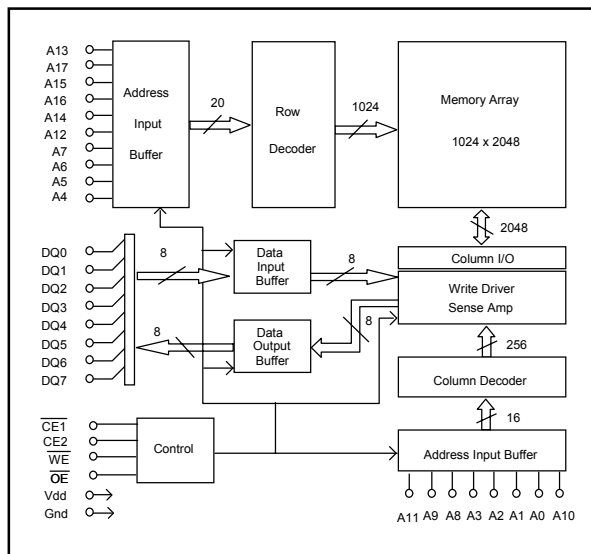 A13
A17
A15
A16
A14
A12
A7
A6
A5
A4
Address
Input
Buffer
20
Row
Decoder
1024
Memory Array
1024 x 2048
2048
DQ0
DQ1
DQ2
DQ3
DQ4
DQ5
DQ6
DQ7
8
Data
Input
Buffer
8
Column I/O
Write Driver
Sense Amp
8
Data
Output
Buffer
8
256
Column Decoder
16
CE1
CE2
WE
OE
Vdd
Gnd
Control
Address Input Buffer
A11 A9 A8 A3 A2 A1 A0 A10